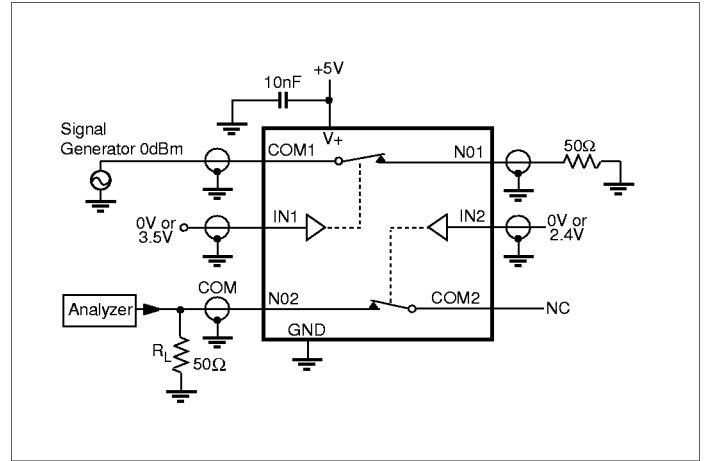 +5V
10nF
V+
Signal
Generator 0dBm
COM1
N01
50Ω
0V or
3.5V
IN1
IN2
0V or
2.4V
COM
N02
COM2
NC
Analyzer
GND
RL
50Ω